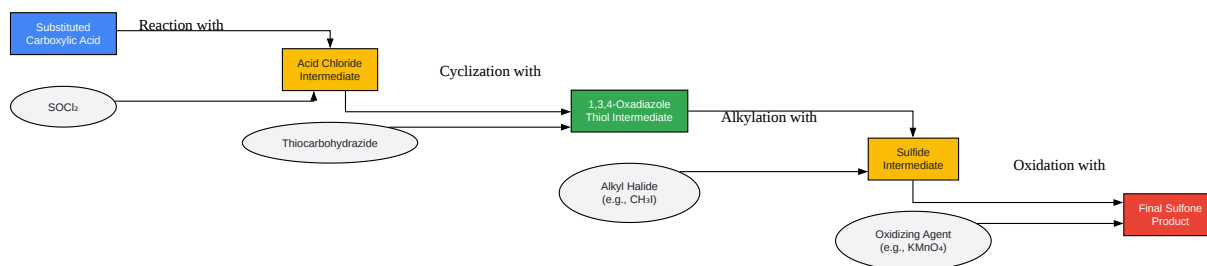 Substituted
Carboxylic Acid
Reaction with
SOCl₂
Acid Chloride
Intermediate
Cyclization with
Thiocarbohydrazide
1,3,4-Oxadiazole
Thiol Intermediate
Alkylation with
Alkyl Halide
(e.g., CH₃I)
Sulfide
Intermediate
Oxidation with
Oxidizing Agent
(e.g., KMnO₄)
Final Sulfone
Product